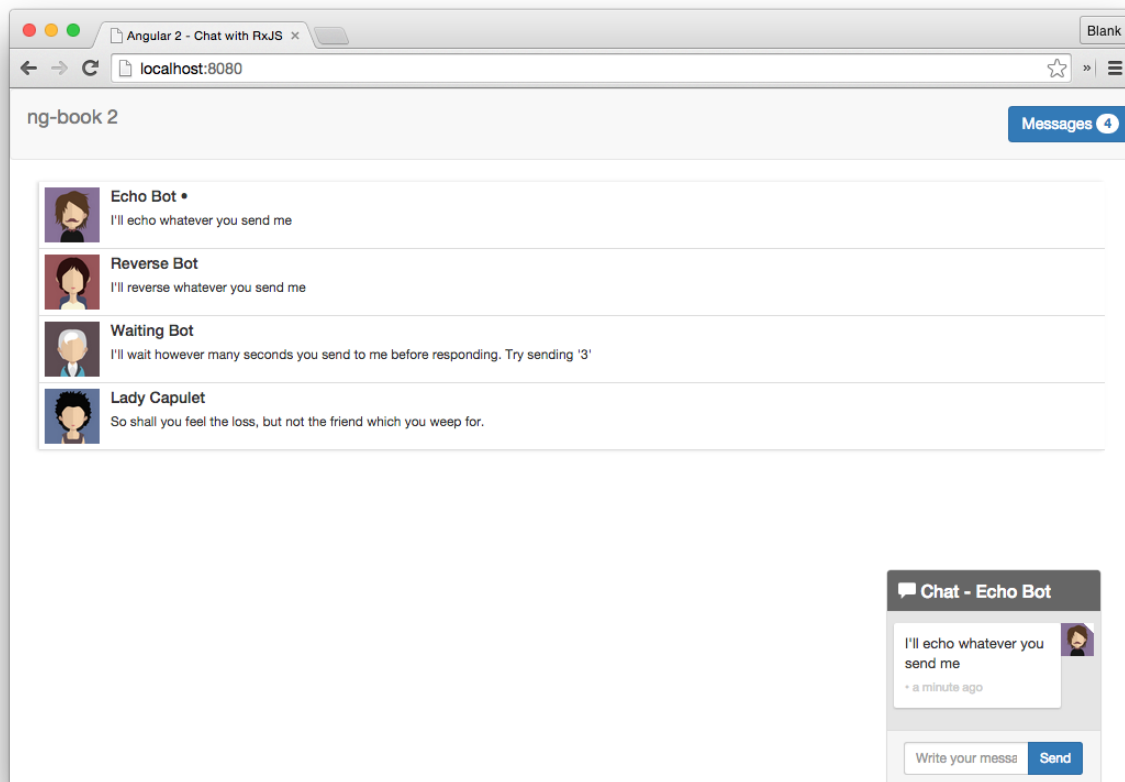 Angular 2 - Chat with RxJS ×
Blank
localhost:8080
»
ng-book 2
Messages 4
Echo Bot •
I'll echo whatever you send me
Reverse Bot
I'll reverse whatever you send me
Waiting Bot
I'll wait however many seconds you send to me before responding. Try sending '3'
Lady Capulet
So shall you feel the loss, but not the friend which you weep for.
Chat - Echo Bot
I'll echo whatever you
send me
• a minute ago
Write your messa
Send